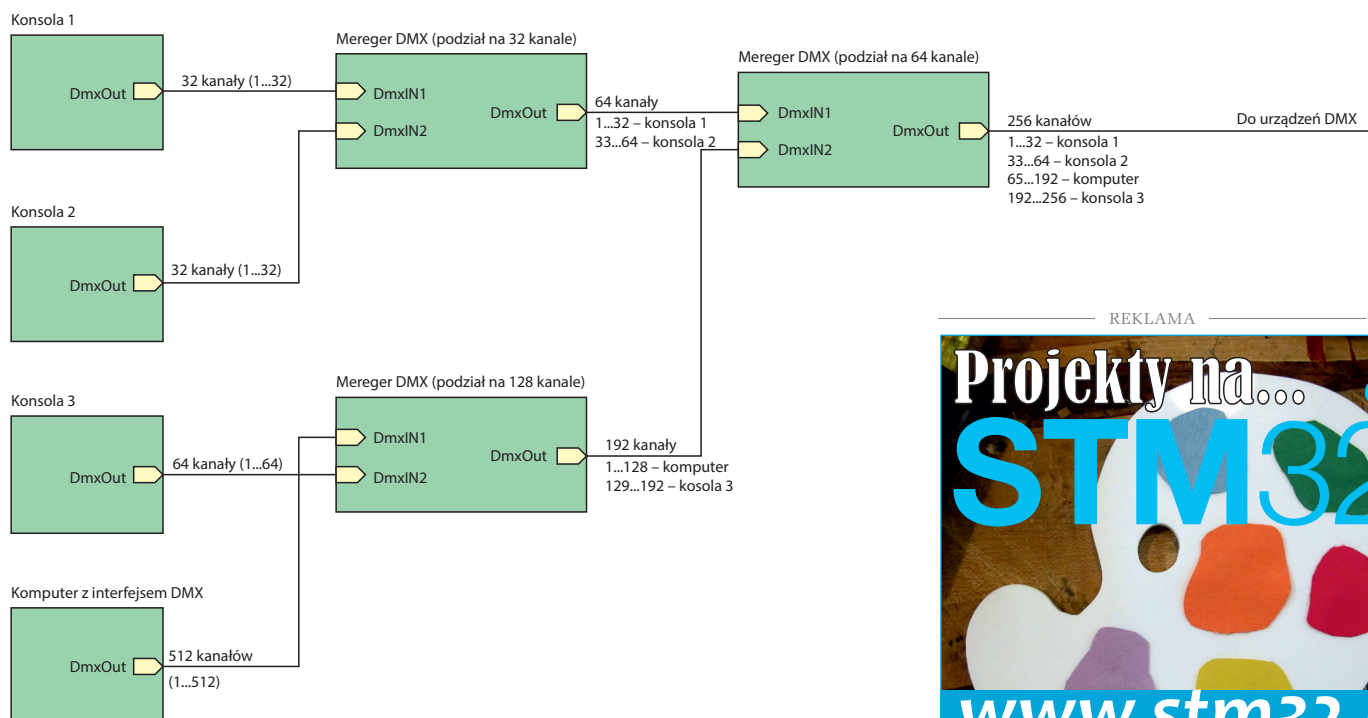 Konsola 1
DmxOut
32 kanały (1...32)
Mereger DMX (podział na 32 kanale)
DmxIN1
DmxIN2
DmxOut
64 kanały
1...32 – konsola 1
33...64 – konsola 2
Mereger DMX (podział na 64 kanale)
DmxIN1
DmxIN2
DmxOut
256 kanałów
1...32 – konsola 1
33...64 – konsola 2
65...192 – komputer
192...256 – konsola 3
Do urządzeń DMX
Konsola 2
DmxOut
32 kanały (1...32)
Konsola 3
DmxOut
64 kanały (1...64)
Mereger DMX (podział na 128 kanale)
DmxIN1
DmxIN2
DmxOut
192 kanały
1...128 – komputer
129...192 – kosola 3
Komputer z interfejsem DMX
DmxOut
512 kanałów
(1...512)
REKLAMA
Projekty na...
STM32
www.stm32